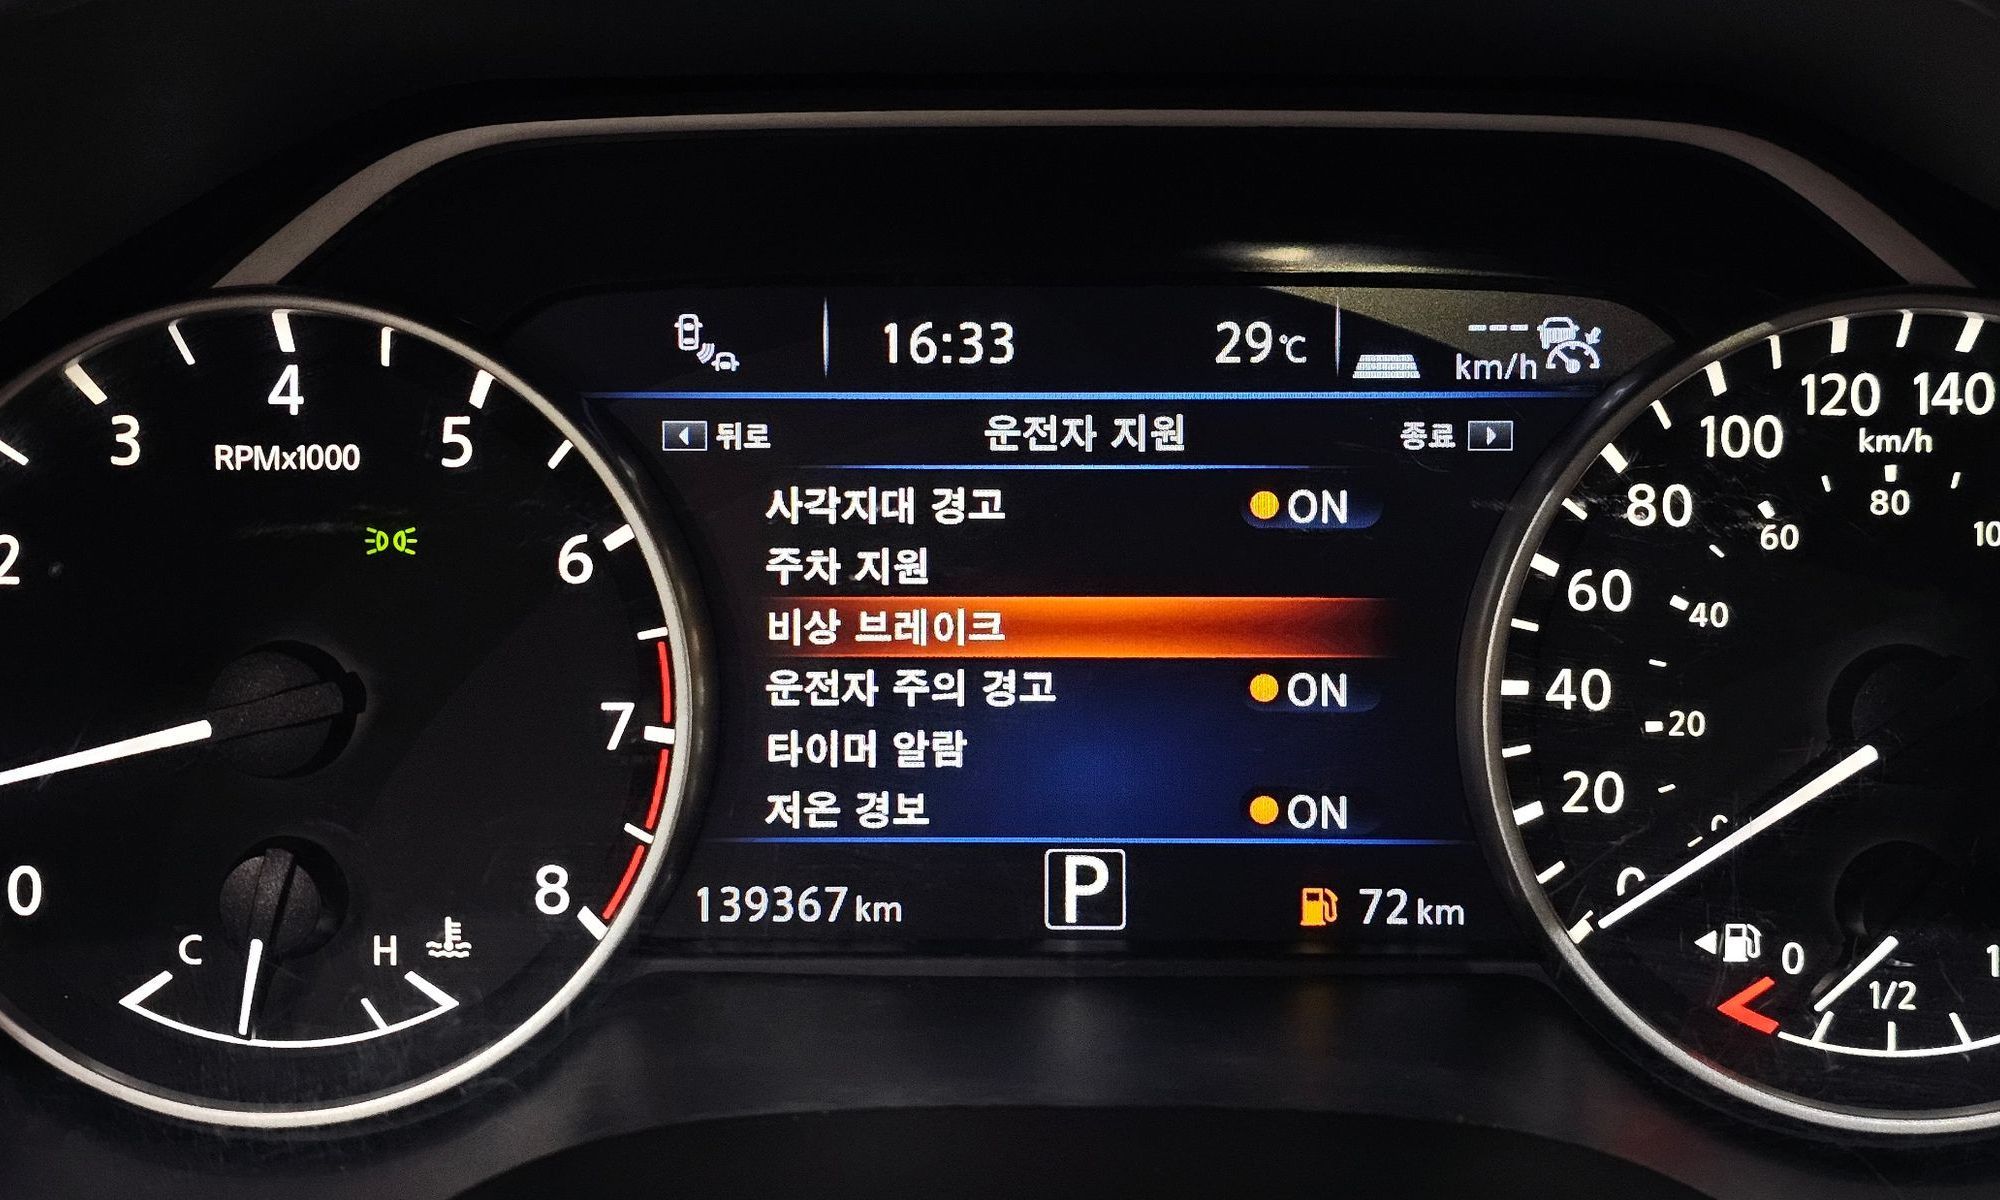 16:33 29℃
---- km/h
뒤로 운전자 지원 종료
사각지대 경고 ON
주차 지원
비상 브레이크
운전자 주의 경고 ON
타이머 알람
저온 경보 ON
139367 km P 72 km
0 2 3 4 5 6 7 8
RPMx1000
C H
0 20 40 60 80 100 120 140
km/h
0 20 40 60 80
0 1/2